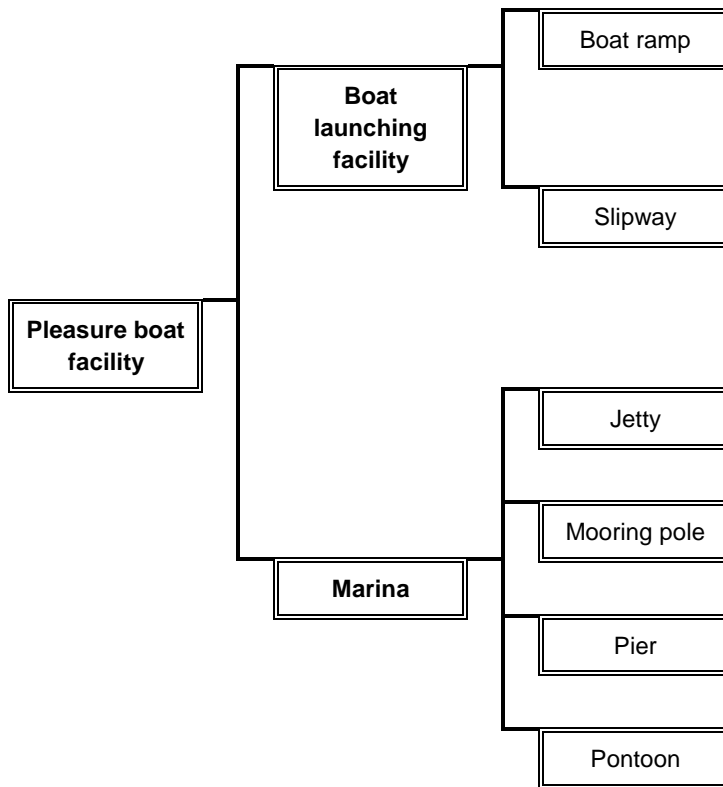 Boat ramp
Boat
launching
facility
Slipway
Pleasure boat
facility
Jetty
Mooring pole
Marina
Pier
Pontoon